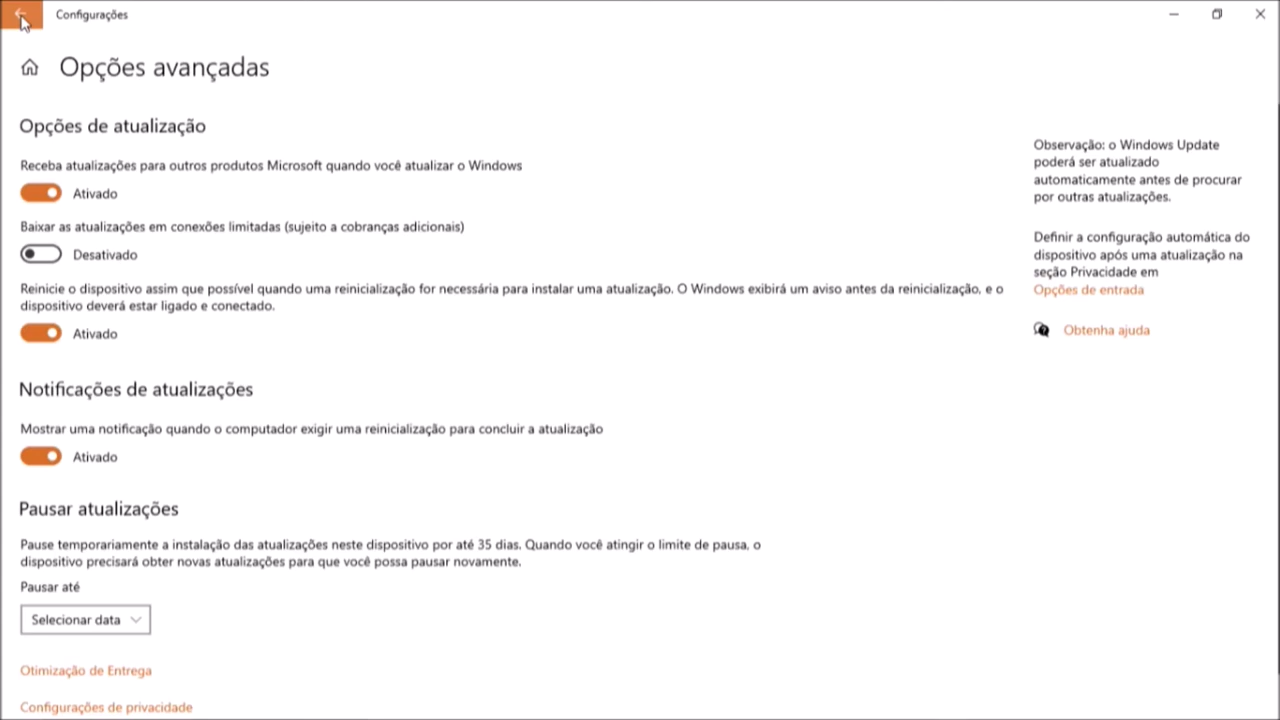 Configurações
Opções avançadas
Opções de atualização
Receba atualizações para outros produtos Microsoft quando você atualizar o Windows
Ativado
Baixar as atualizações em conexões limitadas (sujeito a cobranças adicionais)
Desativado
Reinicie o dispositivo assim que possível quando uma reinicialização for necessária para instalar uma atualização. O Windows exibirá um aviso antes da reinicialização, e o
dispositivo deverá estar ligado e conectado.
Ativado
Notificações de atualizações
Mostrar uma notificação quando o computador exigir uma reinicialização para concluir a atualização
Ativado
Pausar atualizações
Pause temporariamente a instalação das atualizações neste dispositivo por até 35 dias. Quando você atingir o limite de pausa, o
dispositivo precisará obter novas atualizações para que você possa pausar novamente.
Pausar até
Selecionar data
Otimização de Entrega
Configurações de privacidade
Observação: o Windows Update
poderá ser atualizado
automaticamente antes de procurar
por outras atualizações.
Definir a configuração automática do
dispositivo após uma atualização na
seção Privacidade em
Opções de entrada
Obtenha ajuda